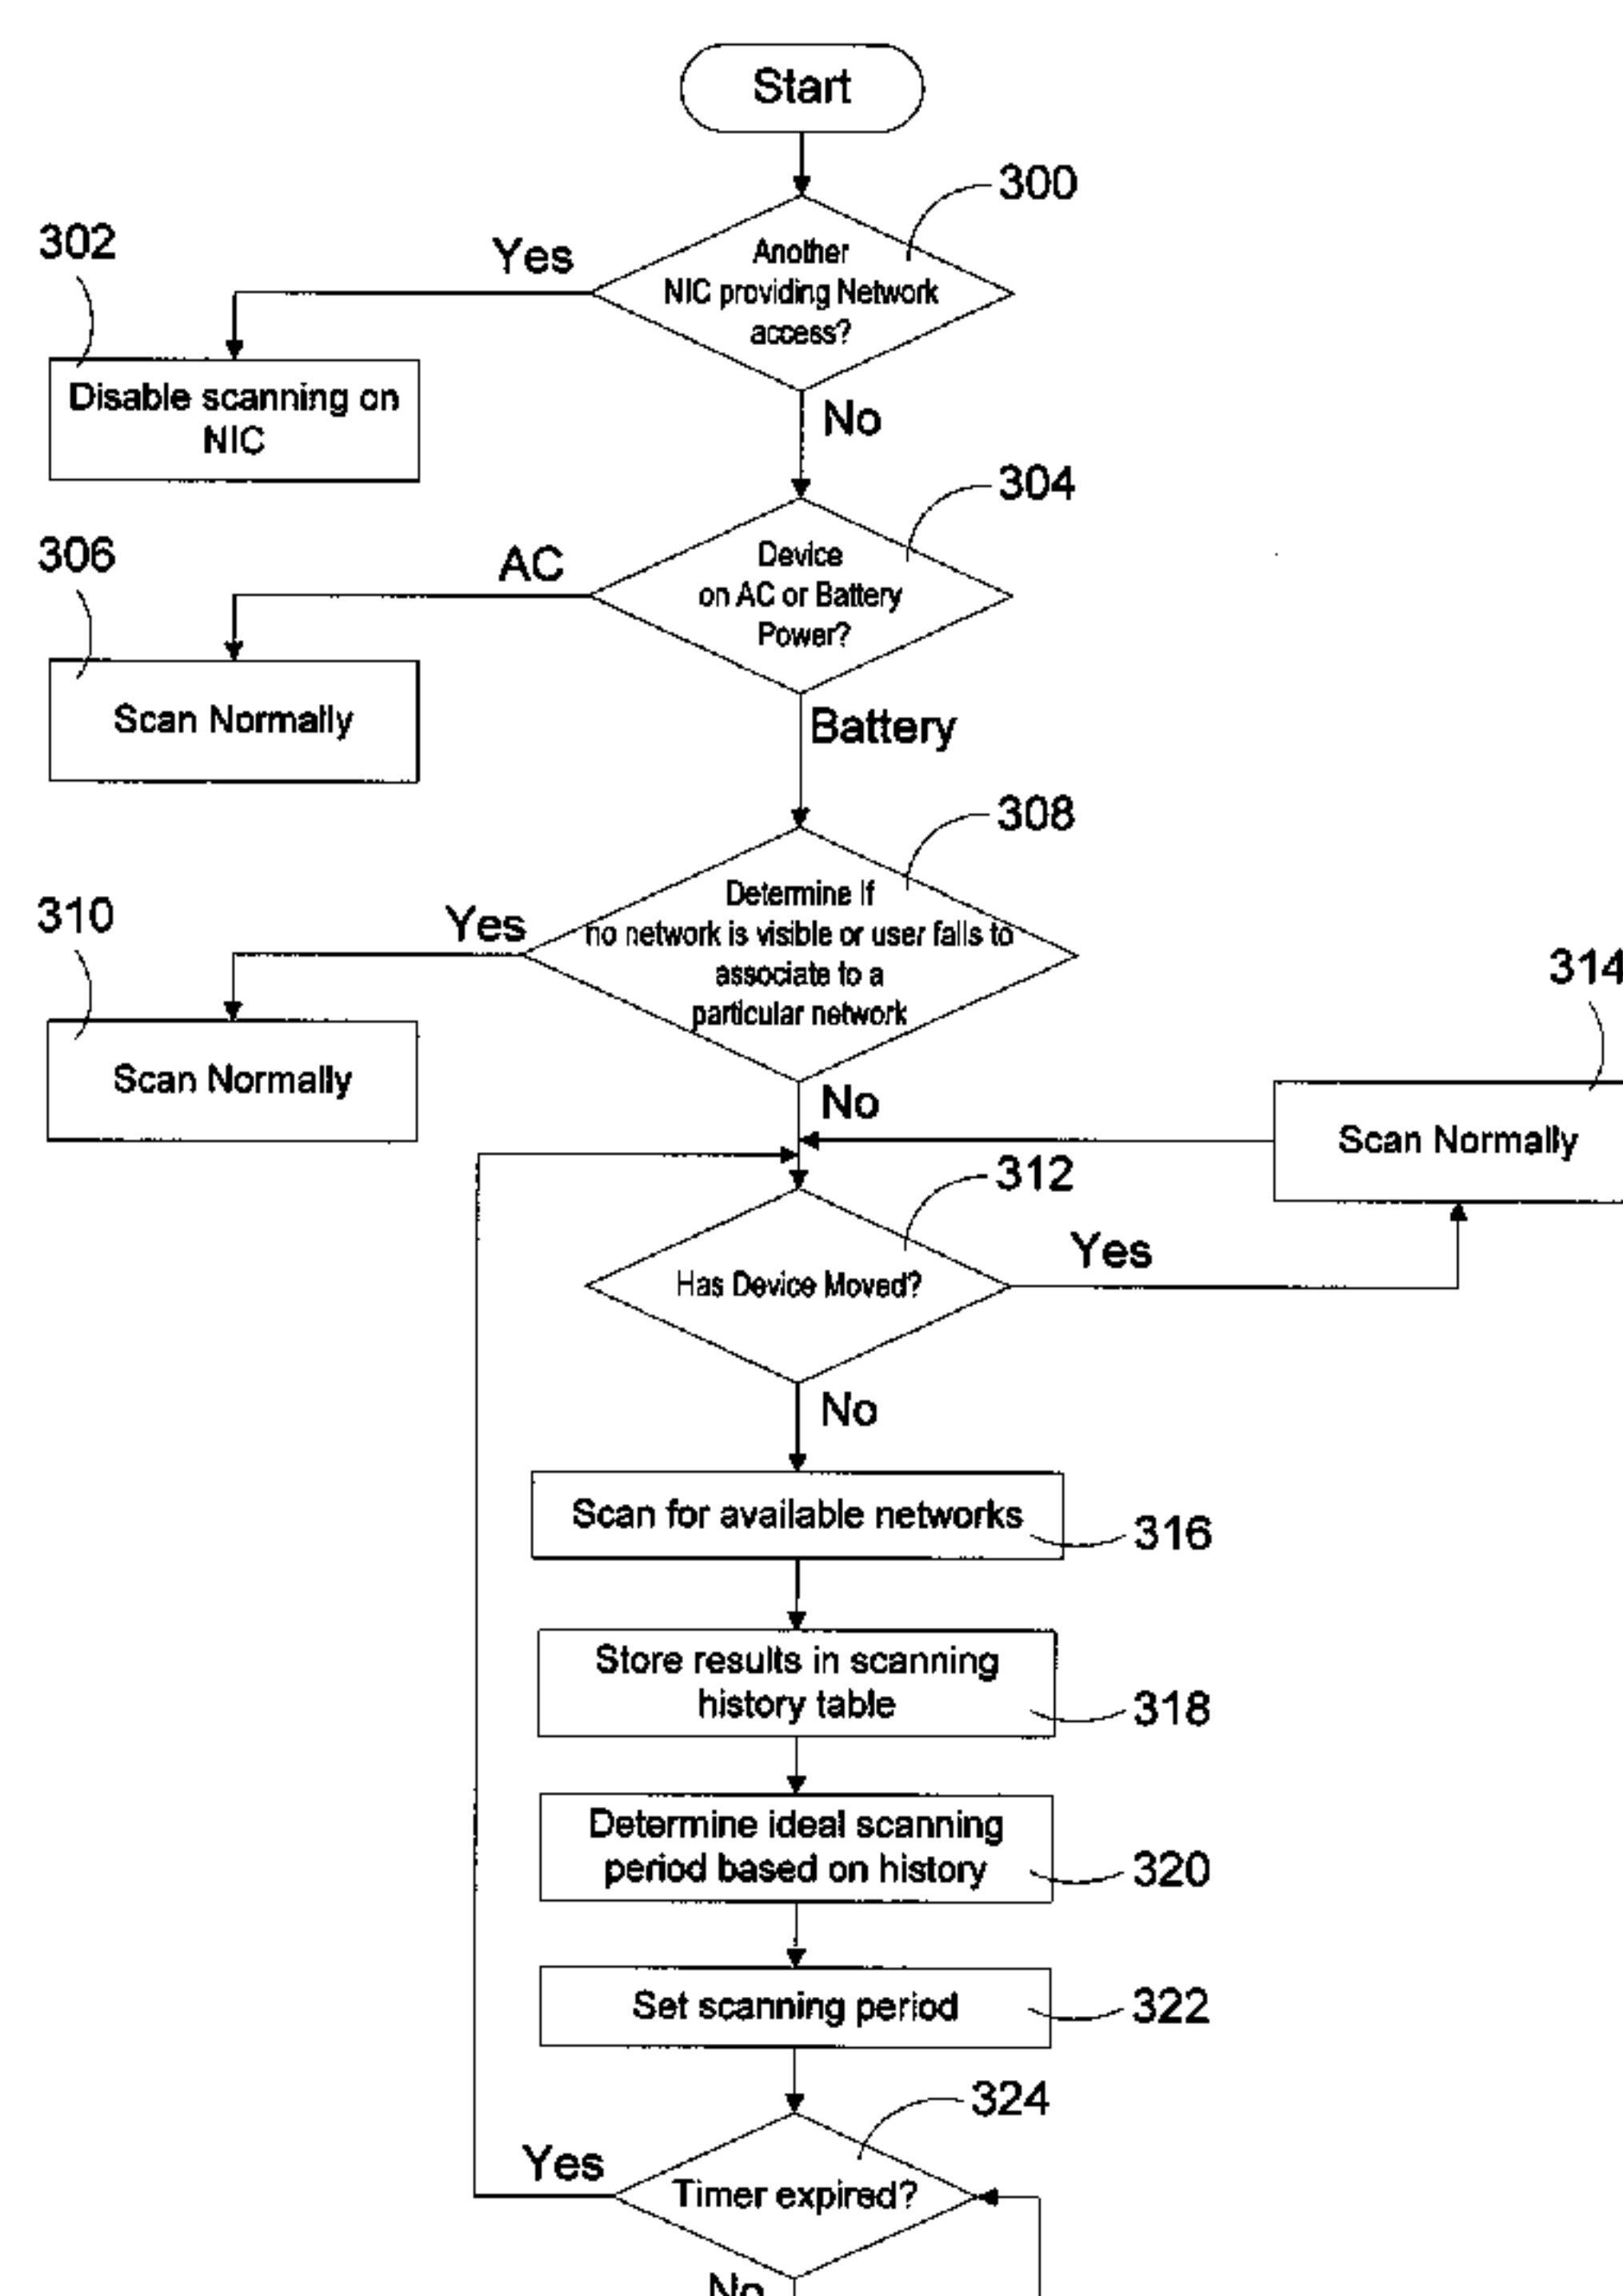 Start
300
Another
NIC providing Network
access?
Yes
302
Disable scanning on
NIC
No
304
Device
on AC or Battery
Power?
AC
306
Scan Normally
Battery
308
Determine If
no network is visible or user fails to
associate to a
particular network
Yes
310
Scan Normally
No
314
Scan Normally
312
Has Device Moved?
Yes
No
Scan for available networks
316
Store results in scanning
history table
318
Determine ideal scanning
period based on history
320
Set scanning period
322
324
Timer expired?
Yes
No